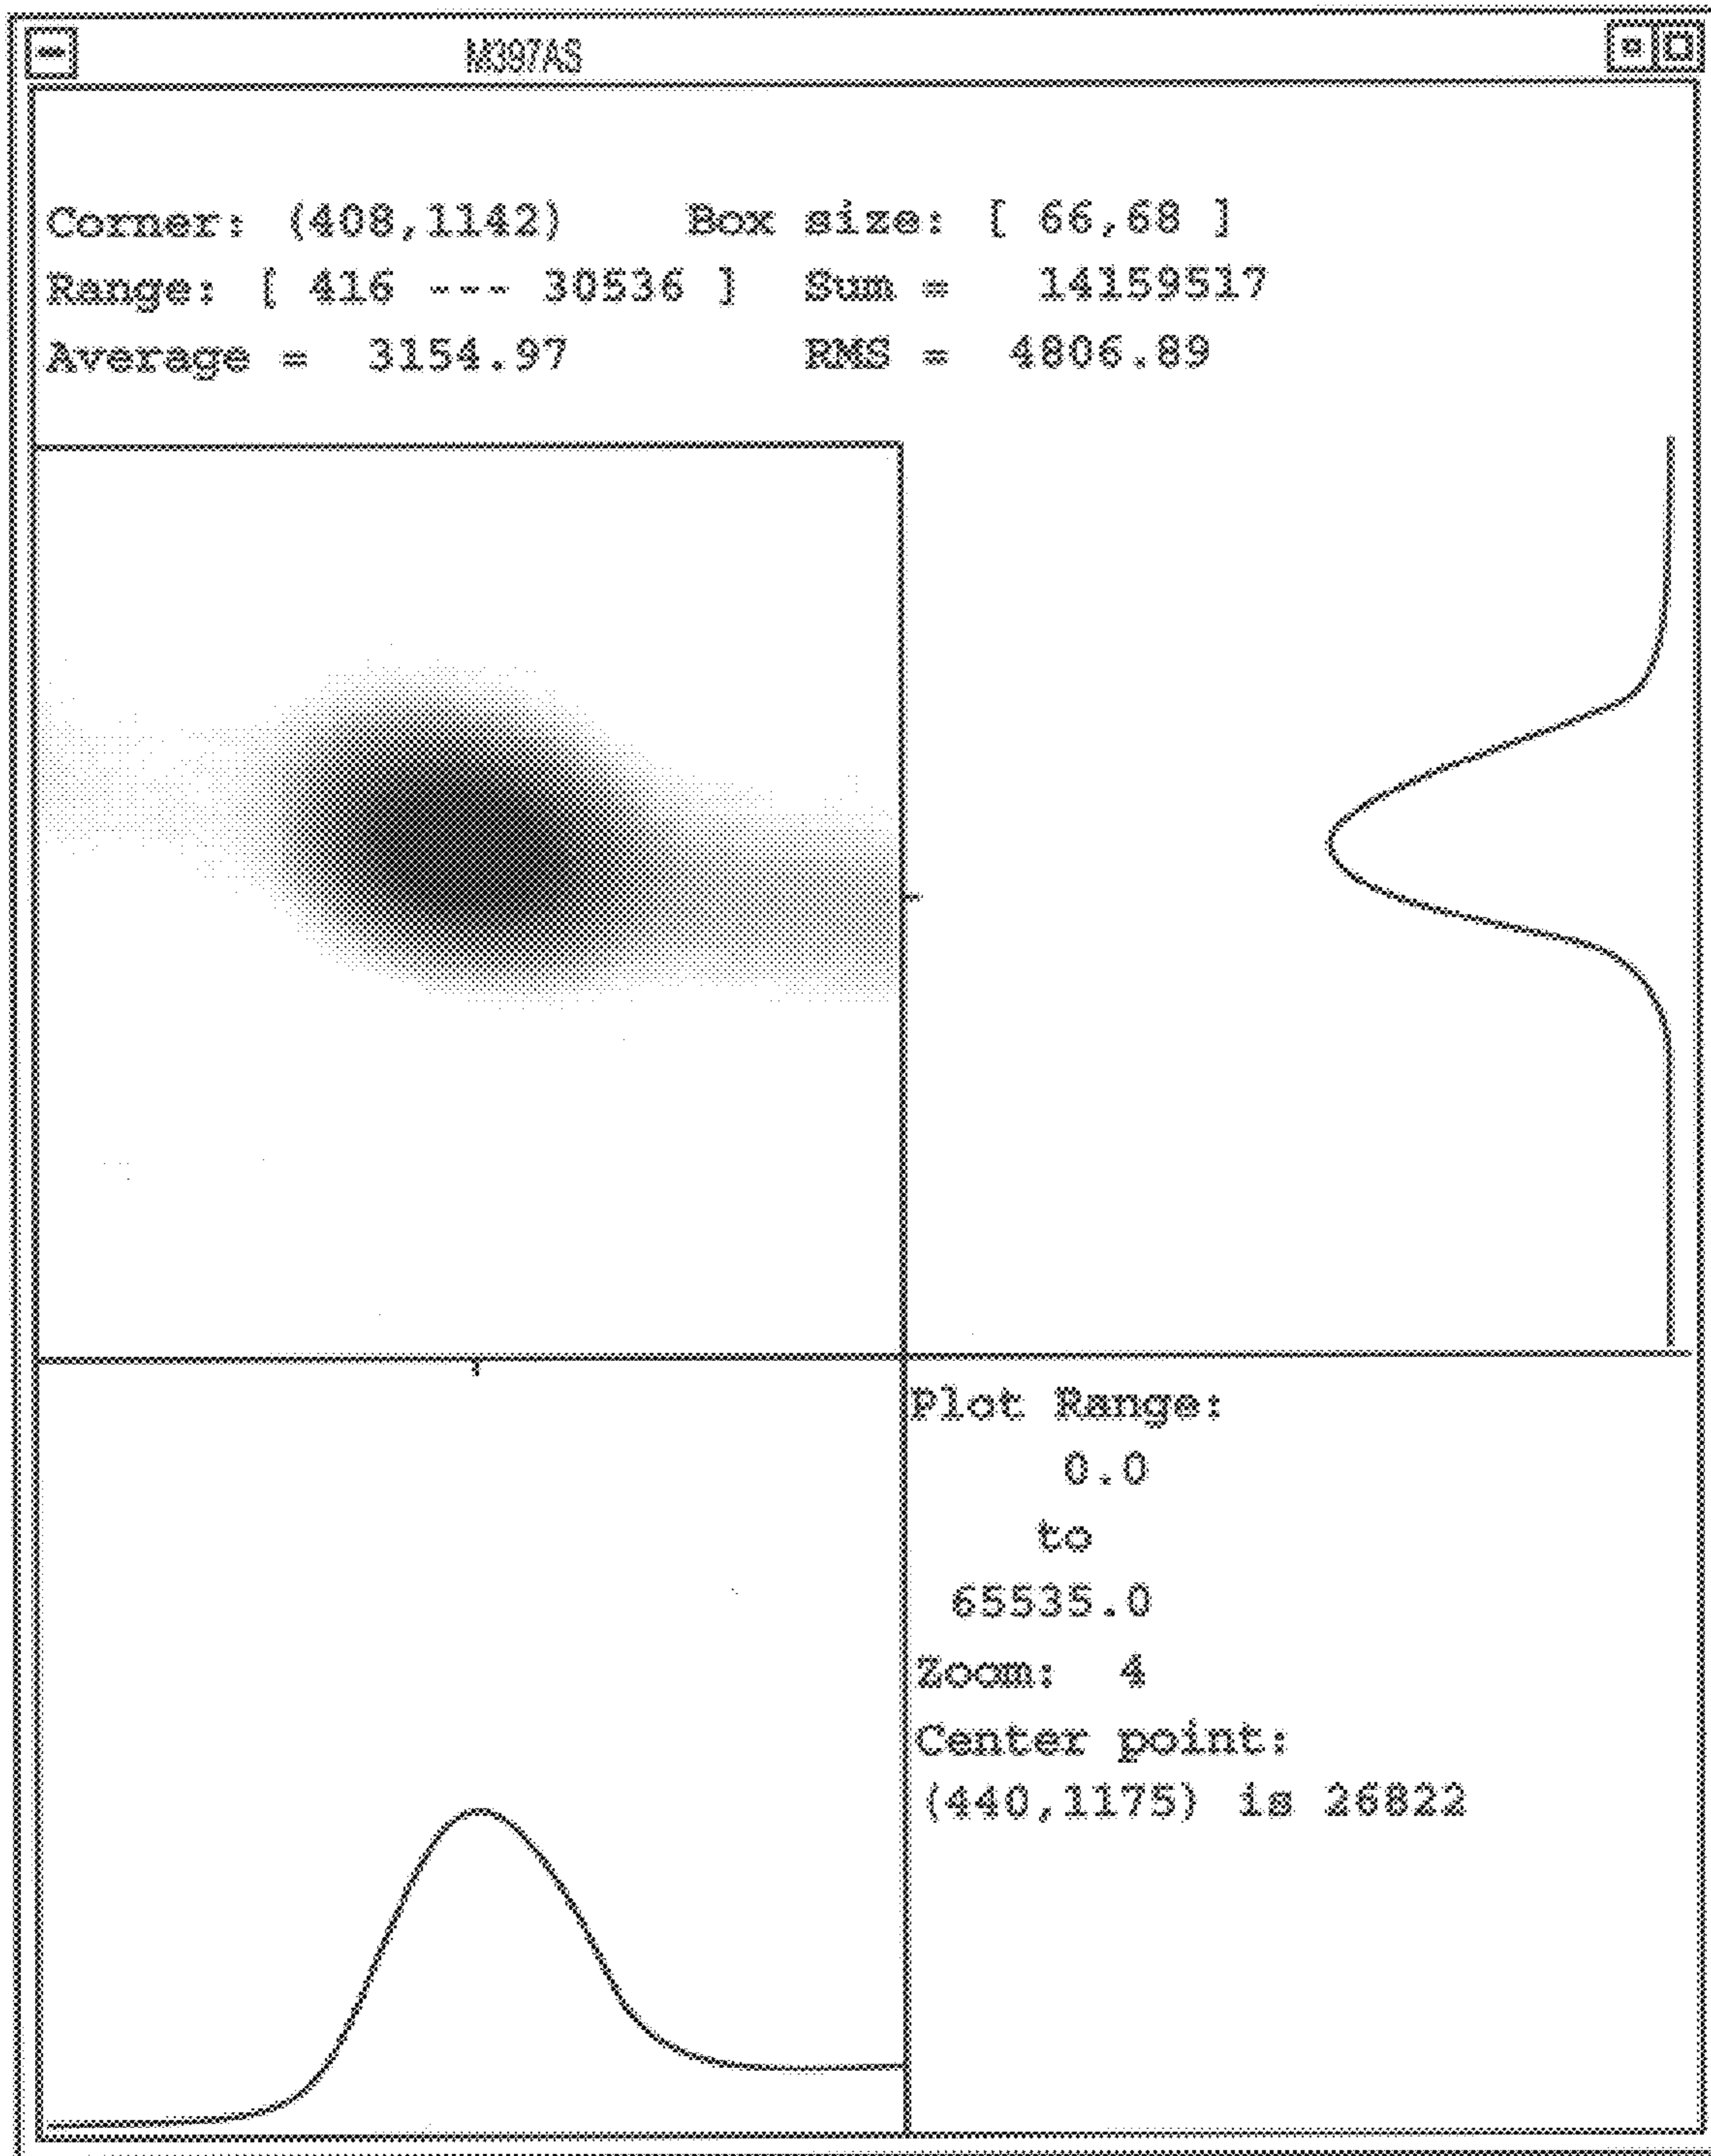 M397AS
Corner: (408,1142) Box size: [ 66,68 ]
Range: [ 416 --- 30536 ] Sum = 14159517
Average = 3154.97 RMS = 4806.89
Plot Range:
0.0
to
65535.0
Zoom: 4
Center point:
(440,1175) is 26822